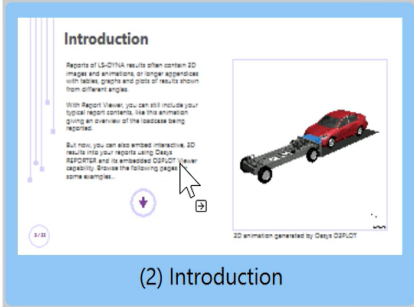 Introduction
Reports of LS-DYNA results often contain 2D
images and animations, or longer appendices
with tables, graphs and plots of results shown
from different angles.
With Report Viewer, you can still include your
typical report contents, like this animation
giving an overview of the loadcase being
reported.
But now, you can also embed interactive, 3D
results into your reports using Oasys
REPORTER and its embedded D3PLOT Viewer
capability. Browse the following pages
some examples...
2D animation generated by Oasys D3PLOT
(2) Introduction